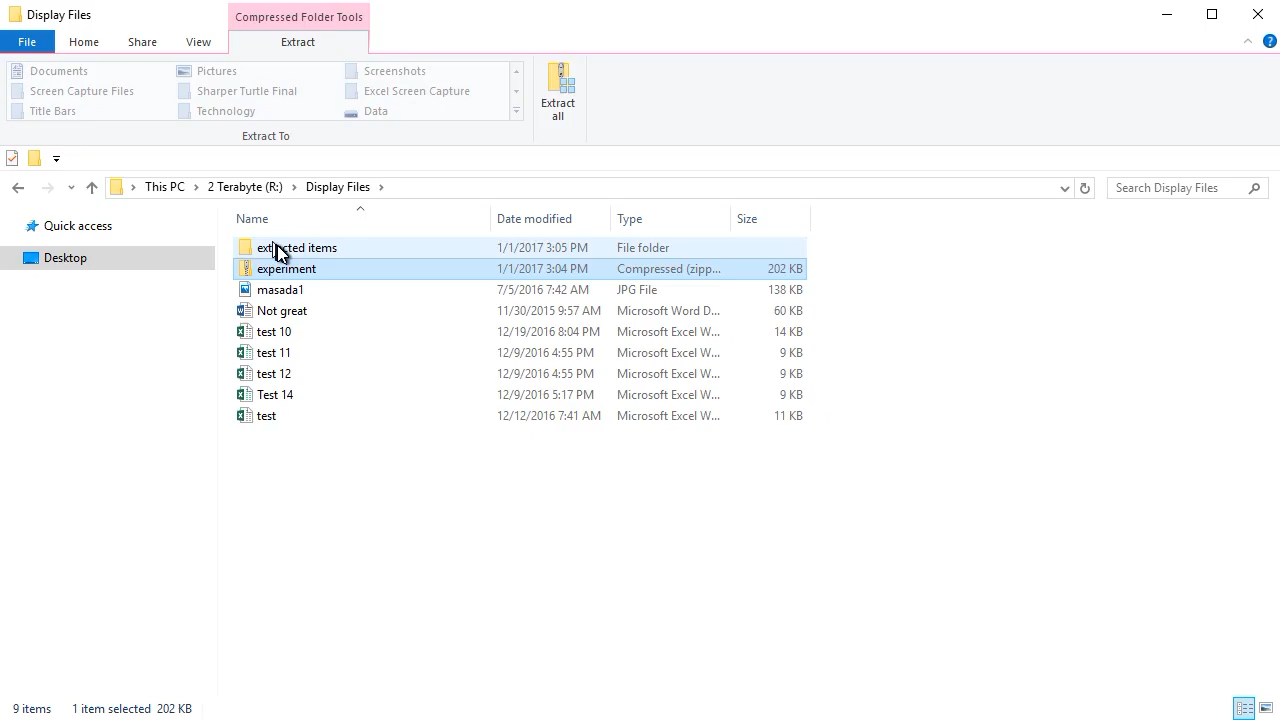 Display Files
Compressed Folder Tools
File Home Share View Extract
Documents Pictures Screenshots
Screen Capture Files Sharper Turtle Final Excel Screen Capture
Title Bars Technology Data
Extract all
Extract To
This PC 2 Terabyte (R:) Display Files
Search Display Files
Quick access
Desktop
Name Date modified Type Size
extracted items 1/1/2017 3:05 PM File folder
experiment 1/1/2017 3:04 PM Compressed (zipp... 202 KB
masada1 7/5/2016 7:42 AM JPG File 138 KB
Not great 11/30/2015 9:57 AM Microsoft Word D... 60 KB
test 10 12/19/2016 8:04 PM Microsoft Excel W... 14 KB
test 11 12/9/2016 4:55 PM Microsoft Excel W... 9 KB
test 12 12/9/2016 4:55 PM Microsoft Excel W... 9 KB
Test 14 12/9/2016 5:17 PM Microsoft Excel W... 9 KB
test 12/12/2016 7:41 AM Microsoft Excel W... 11 KB
9 items 1 item selected 202 KB